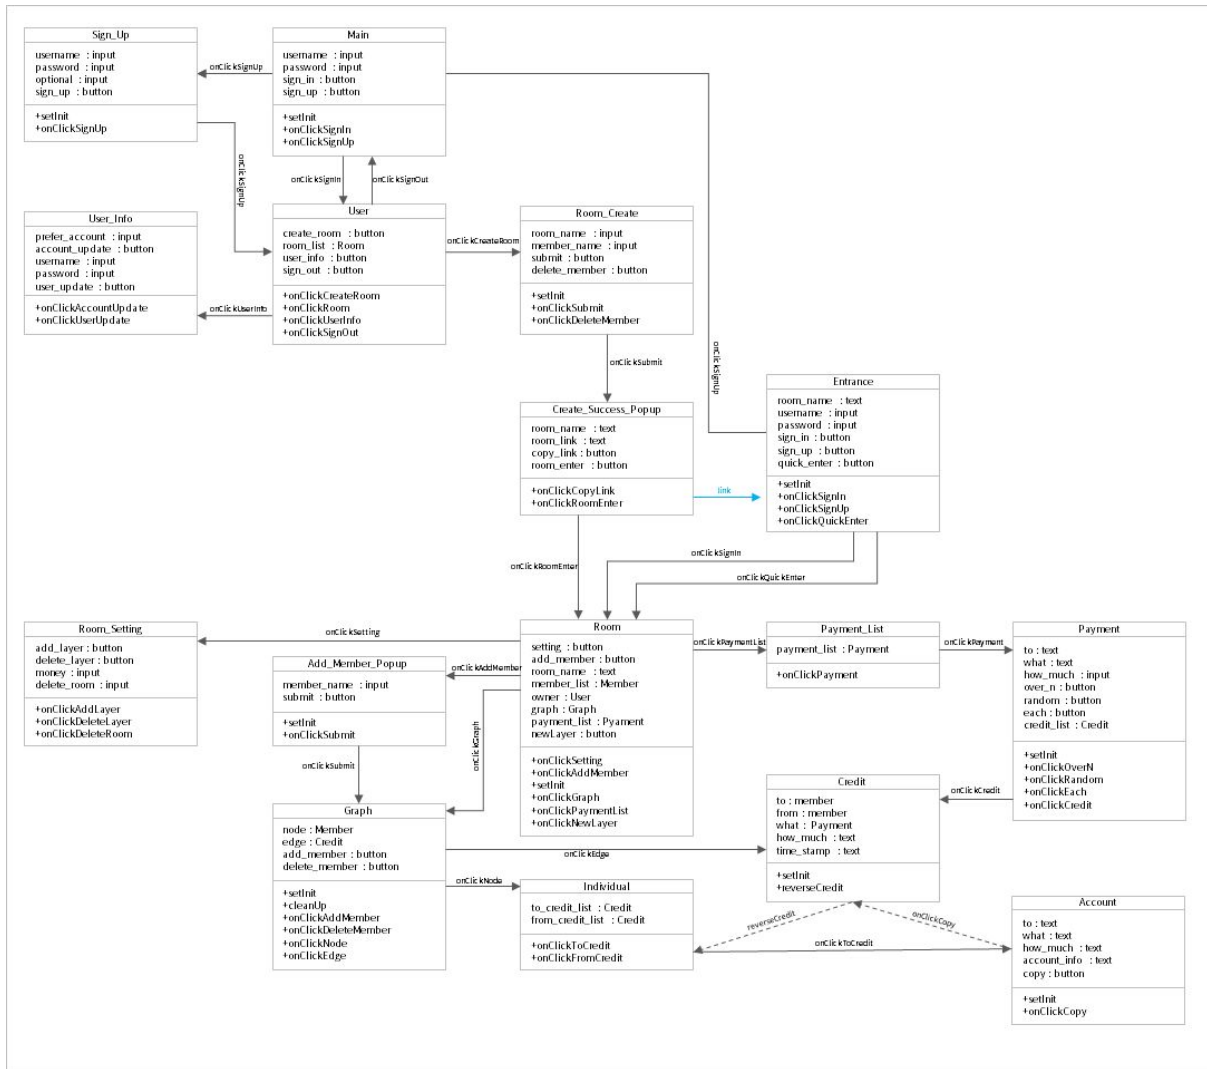 Sign_Up
username : input
password : input
optional : input
sign_up : button
+setInit
+onClickSignUp
onClickSignUp
Main
username : input
password : input
sign_in : button
sign_up : button
+setInit
+onClickSignIn
+onClickSignUp
onClickSignUp
onClickSignIn
onClickSignOut
User_Info
prefer_account : input
account_update : button
username : input
password : input
user_update : button
+onClickAccountUpdate
+onClickUserUpdate
onClickUserInfo
User
create_room : button
room_list : Room
user_info : button
sign_out : button
+onClickCreateRoom
+onClickRoom
+onClickUserInfo
+onClickSignOut
onClickCreateRoom
Room_Create
room_name : input
member_name : input
submit : button
delete_member : button
+setInit
+onClickSubmit
+onClickDeleteMember
onClickSubmit
onClickSignUp
Create_Success_Popup
room_name : text
room_link : text
copy_link : button
room_enter : button
+onClickCopyLink
+onClickRoomEnter
link
Entrance
room_name : text
username : input
password : input
sign_in : button
sign_up : button
quick_enter : button
+setInit
+onClickSignIn
+onClickSignUp
+onClickQuickEnter
onClickRoomEnter
onClickSignIn
onClickQuickEnter
Room_Setting
add_layer : button
delete_layer : button
money : input
delete_room : input
+onClickAddLayer
+onClickDeleteLayer
+onClickDeleteRoom
onClickSetting
Add_Member_Popup
member_name : input
submit : button
+setInit
+onClickSubmit
onClickAddMember
onClickGraph
onClickSubmit
Room
setting : button
add_member : button
room_name : text
member_list : Member
owner : User
graph : Graph
payment_list : Pyament
newLayer : button
+onClickSetting
+onClickAddMember
+setInit
+onClickGraph
+onClickPaymentList
+onClickNewLayer
onClickPaymentList
Payment_List
payment_list : Payment
+onClickPayment
onClickPayment
Payment
to : text
what : text
how_much : input
over_n : button
random : button
each : button
credit_list : Credit
+setInit
+onClickOverN
+onClickRandom
+onClickEach
+onClickCredit
onClickCredit
Graph
node : Member
edge : Credit
add_member : button
delete_member : button
+setInit
+cleanUp
+onClickAddMember
+onClickDeleteMember
+onClickNode
+onClickEdge
onClickEdge
onClickNode
Credit
to : member
from : member
what : Payment
how_much : text
time_stamp : text
+setInit
+reverseCredit
Individual
to_credit_list : Credit
from_credit_list : Credit
+onClickToCredit
+onClickFromCredit
reverseCredit
onClickCopy
onClickToCredit
Account
to : text
what : text
how_much : text
account_info : text
copy : button
+setInit
+onClickCopy